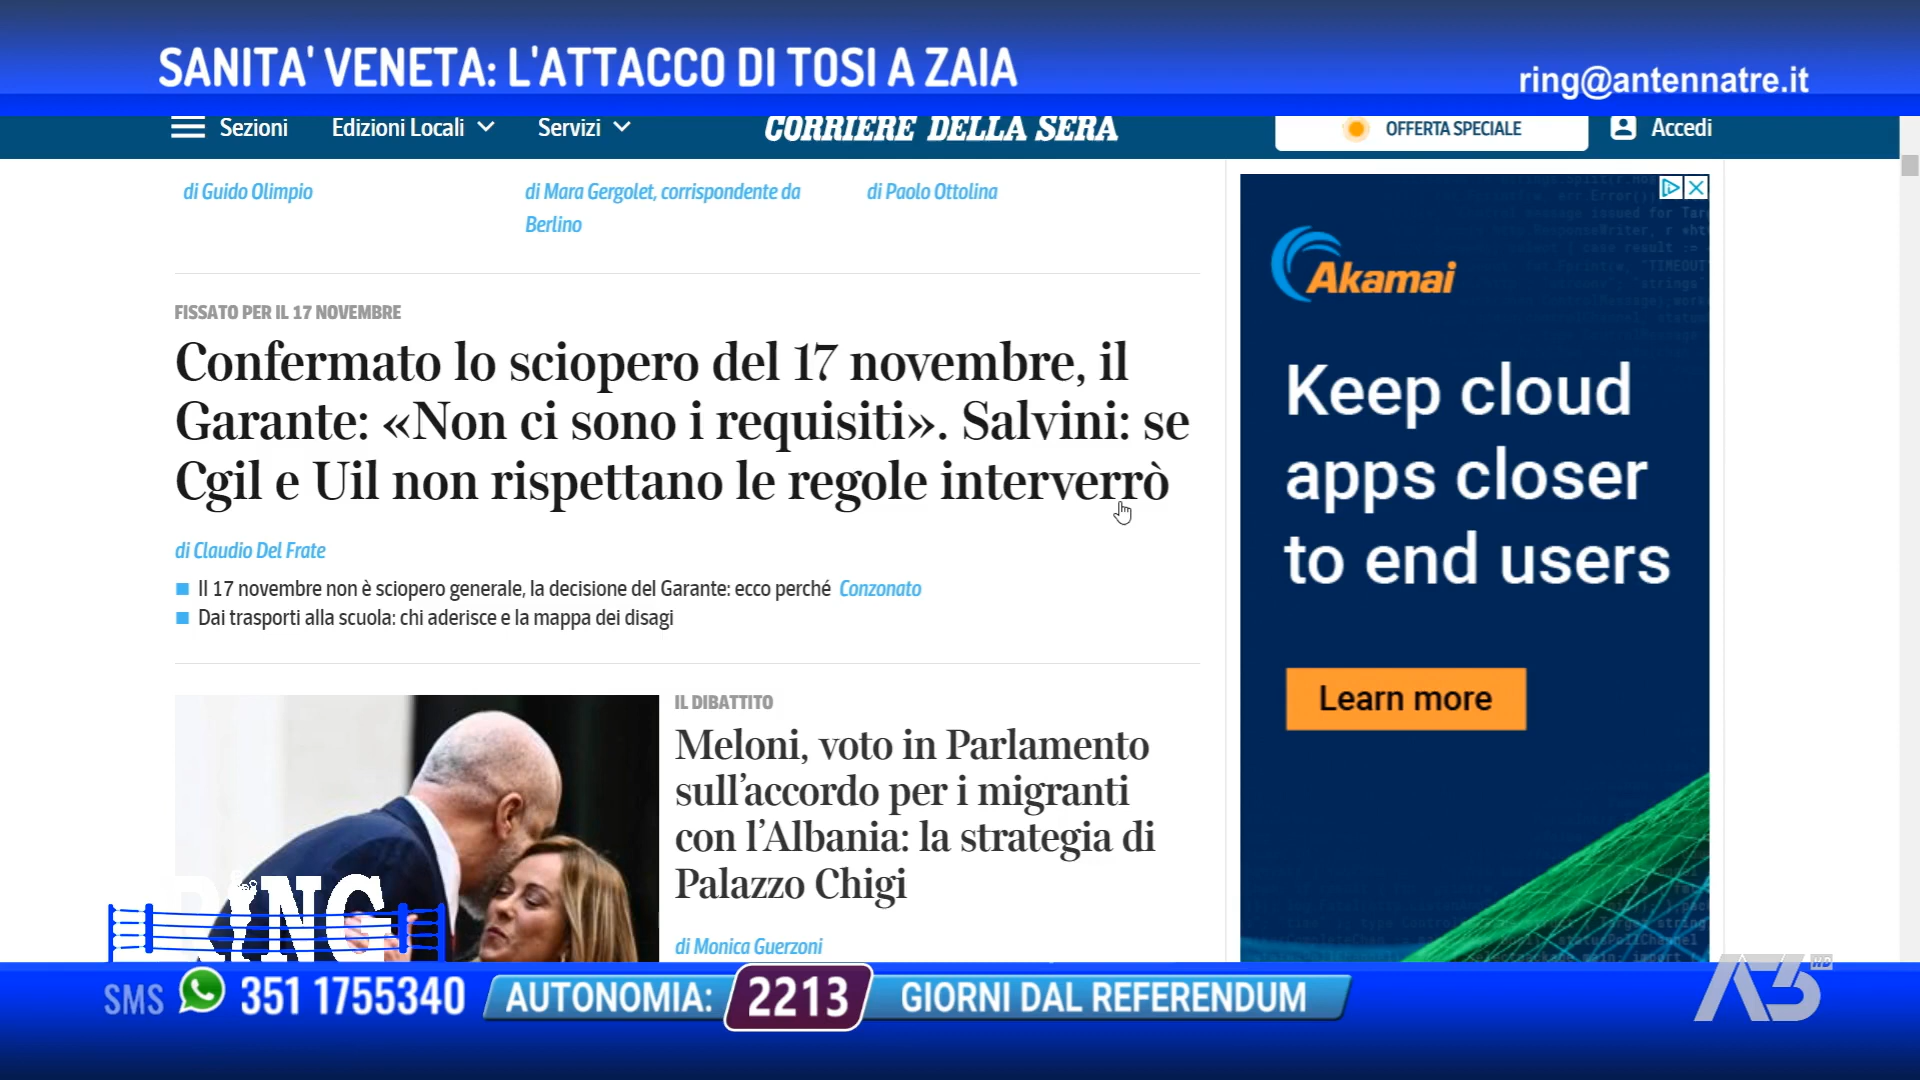 SANITA' VENETA: L'ATTACCO DI TOSI A ZAIA
ring@antennatre.it
Sezioni
Edizioni Locali
Servizi
CORRIERE DELLA SERA
OFFERTA SPECIALE
Accedi
di Guido Olimpio
di Mara Gergolet, corrispondente da
Berlino
di Paolo Ottolina
FISSATO PER IL 17 NOVEMBRE
Confermato lo sciopero del 17 novembre, il
Garante: «Non ci sono i requisiti». Salvini: se
Cgil e Uil non rispettano le regole interverrò
di Claudio Del Frate
Il 17 novembre non è sciopero generale, la decisione del Garante: ecco perché Conzonato
Dai trasporti alla scuola: chi aderisce e la mappa dei disagi
IL DIBATTITO
Meloni, voto in Parlamento
sull'accordo per i migranti
con l'Albania: la strategia di
Palazzo Chigi
di Monica Guerzoni
Akamai
Keep cloud
apps closer
to end users
Learn more
RING
SMS 351 1755340
AUTONOMIA: 2213 GIORNI DAL REFERENDUM
A3 HD